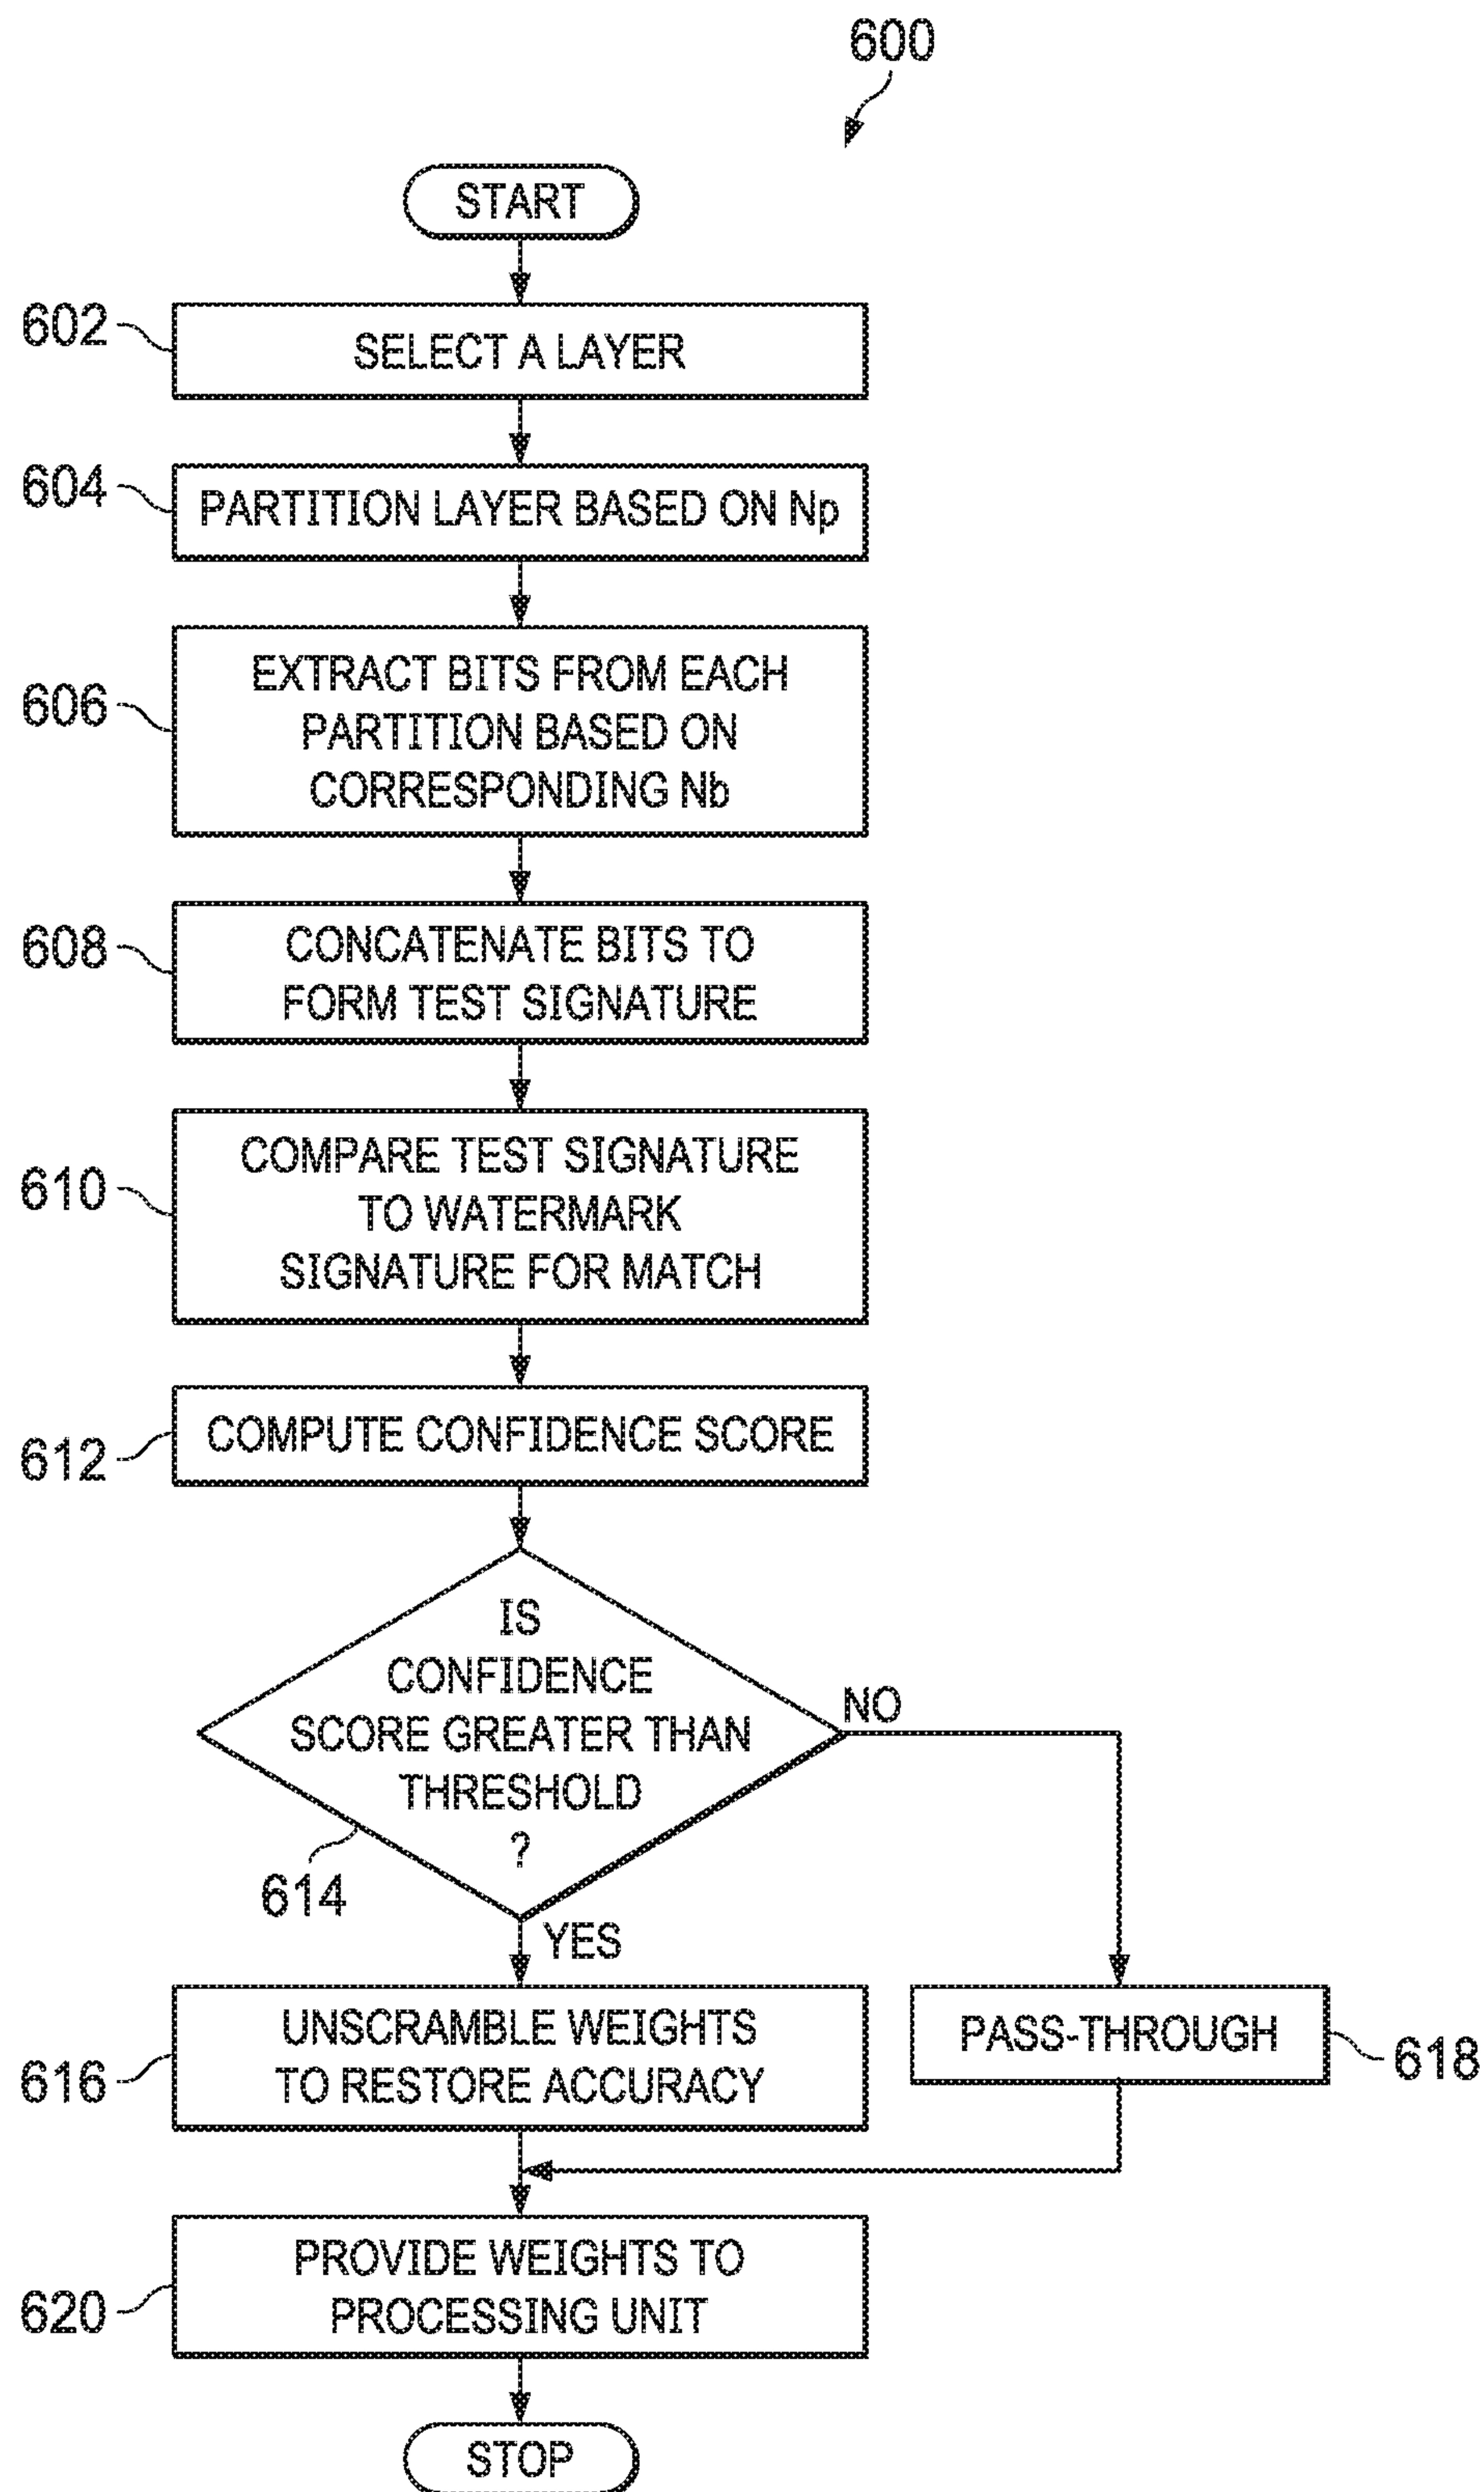 600
START
602
SELECT A LAYER
604
PARTITION LAYER BASED ON Np
606
EXTRACT BITS FROM EACH
PARTITION BASED ON
CORRESPONDING Nb
608
CONCATENATE BITS TO
FORM TEST SIGNATURE
610
COMPARE TEST SIGNATURE
TO WATERMARK
SIGNATURE FOR MATCH
612
COMPUTE CONFIDENCE SCORE
IS
CONFIDENCE
SCORE GREATER THAN
THRESHOLD
?
614
NO
YES
616
UNSCRAMBLE WEIGHTS
TO RESTORE ACCURACY
PASS-THROUGH
618
620
PROVIDE WEIGHTS TO
PROCESSING UNIT
STOP